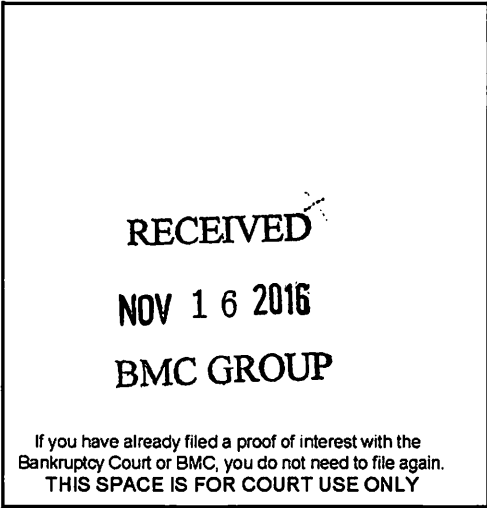 RECEIVED
NOV 16 2016
BMC GROUP
If you have already filed a proof of interest with the
Bankruptcy Court or BMC, you do not need to file again.
THIS SPACE IS FOR COURT USE ONLY